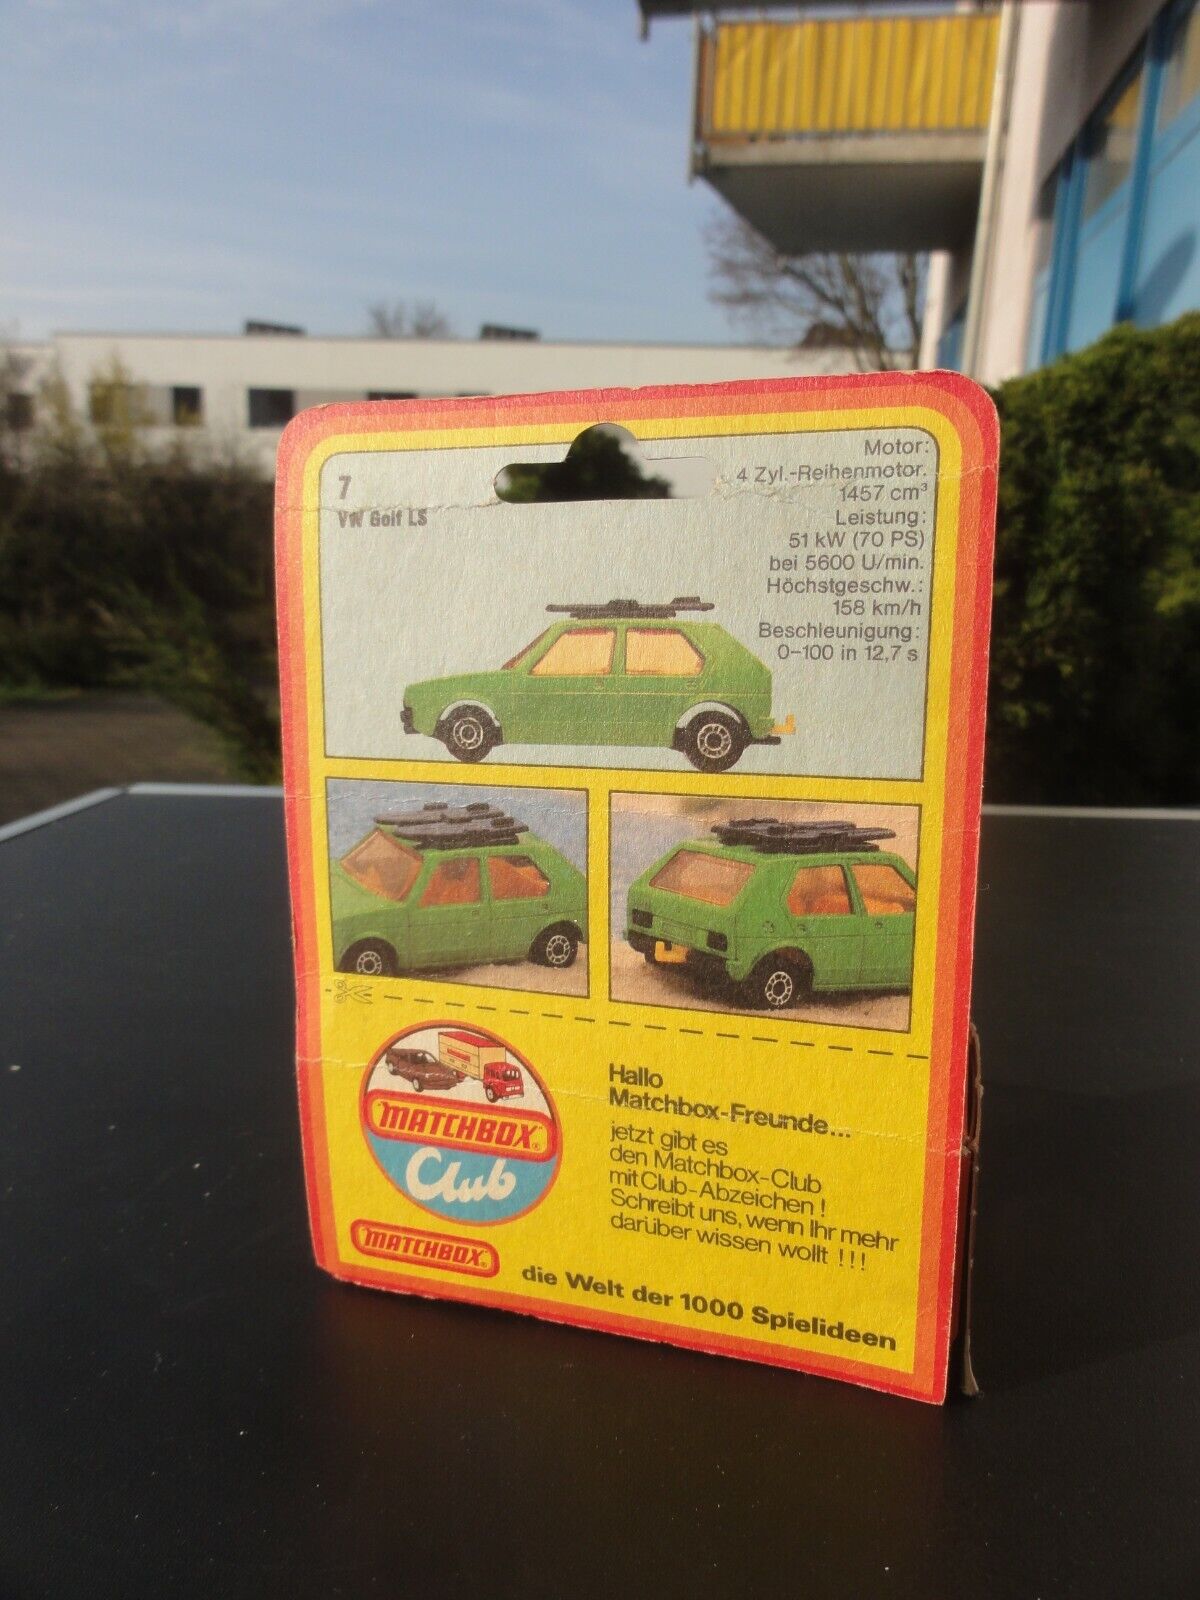 7
VW Golf LS
Motor:
4 Zyl.-Reihenmotor.
1457 cm³
Leistung:
51 kW (70 PS)
bei 5600 U/min.
Höchstgeschw.:
158 km/h
Beschleunigung:
0-100 in 12,7 s
MATCHBOX®
Club
MATCHBOX®
Hallo
Matchbox-Freunde...
jetzt gibt es
den Matchbox-Club
mit Club-Abzeichen!
Schreibt uns, wenn Ihr mehr
darüber wissen wollt !!!
die Welt der 1000 Spielideen